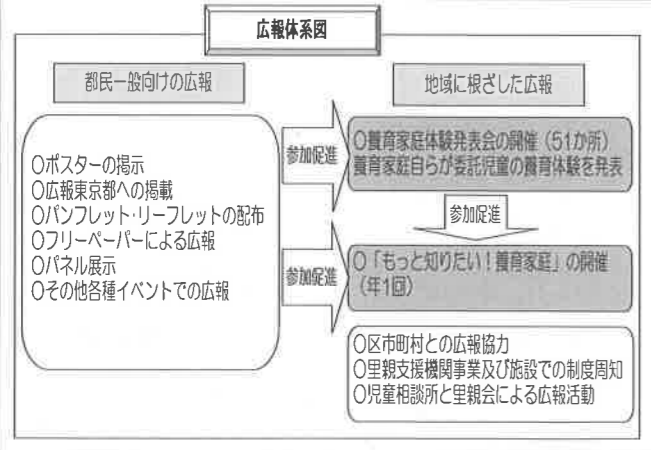 広報体系図
都民一般向けの広報
○ポスターの掲示
○広報東京都への掲載
○パンフレット・リーフレットの配布
○フリーペーパーによる広報
○パネル展示
○その他各種イベントでの広報
参加促進
参加促進
地域に根ざした広報
○養育家庭体験発表会の開催（51か所）
養育家庭自らが委託児童の養育体験を発表
参加促進
○「もっと知りたい！養育家庭」の開催
（年1回）
○区市町村との広報協力
○里親支援機関事業及び施設での制度周知
○児童相談所と里親会による広報活動